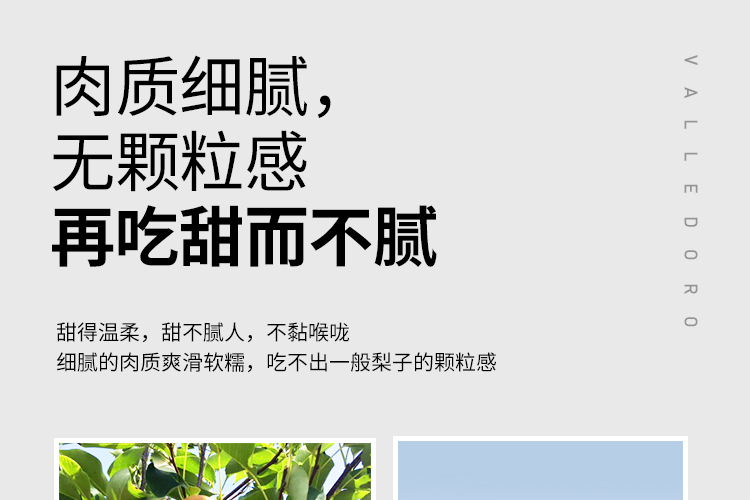 肉质细腻，
无颗粒感
再吃甜而不腻
甜得温柔，甜不腻人，不黏喉咙
细腻的肉质爽滑软糯，吃不出一般梨子的颗粒感
VALLEDORO